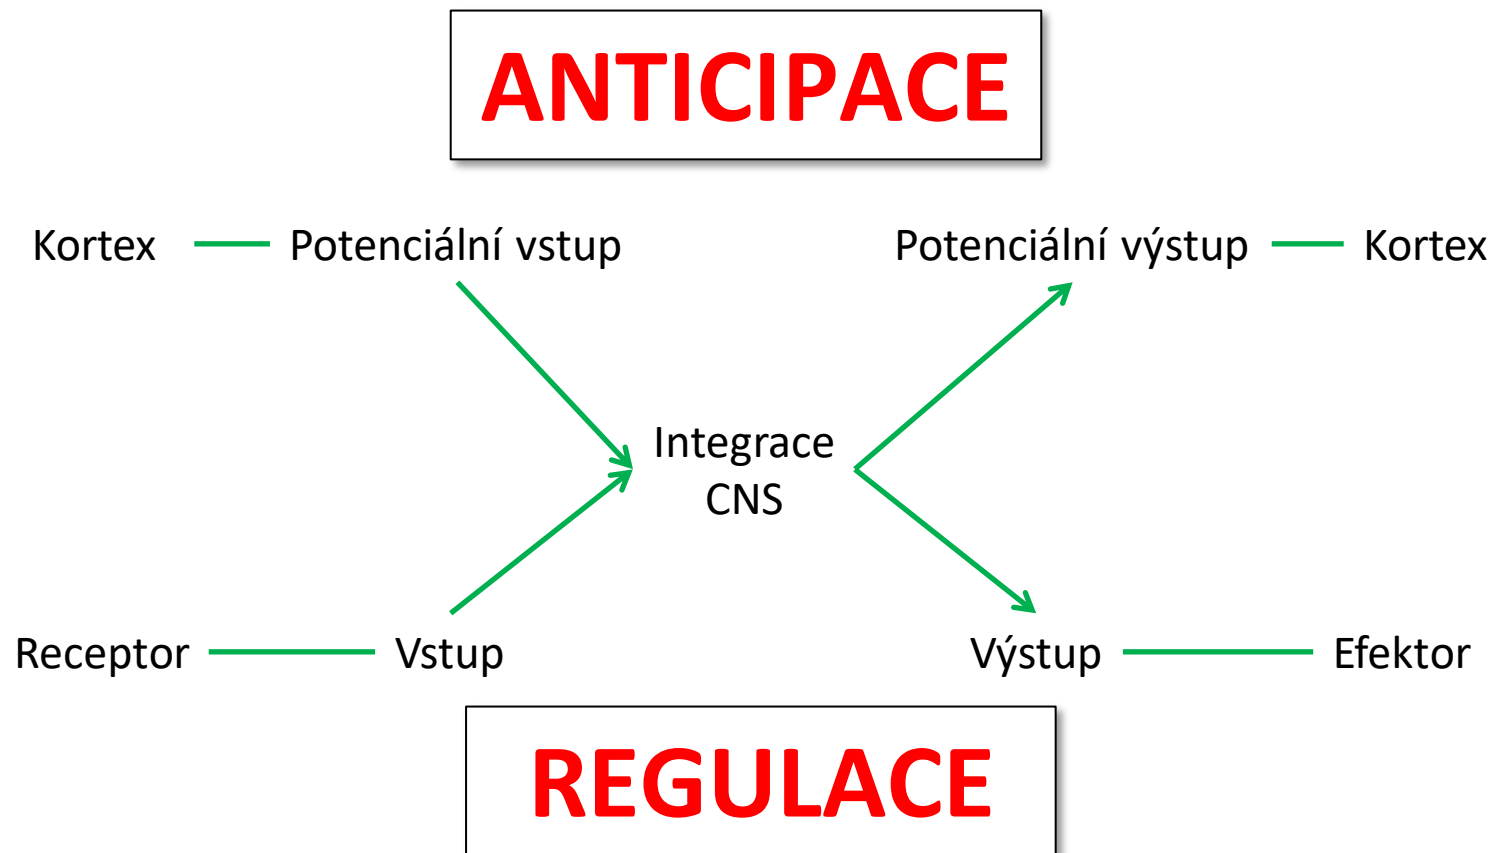 ANTICIPACE
Kortex
Potenciální vstup
Potenciální výstup
Kortex
Integrace
CNS
Receptor
Vstup
Výstup
Efektor
REGULACE